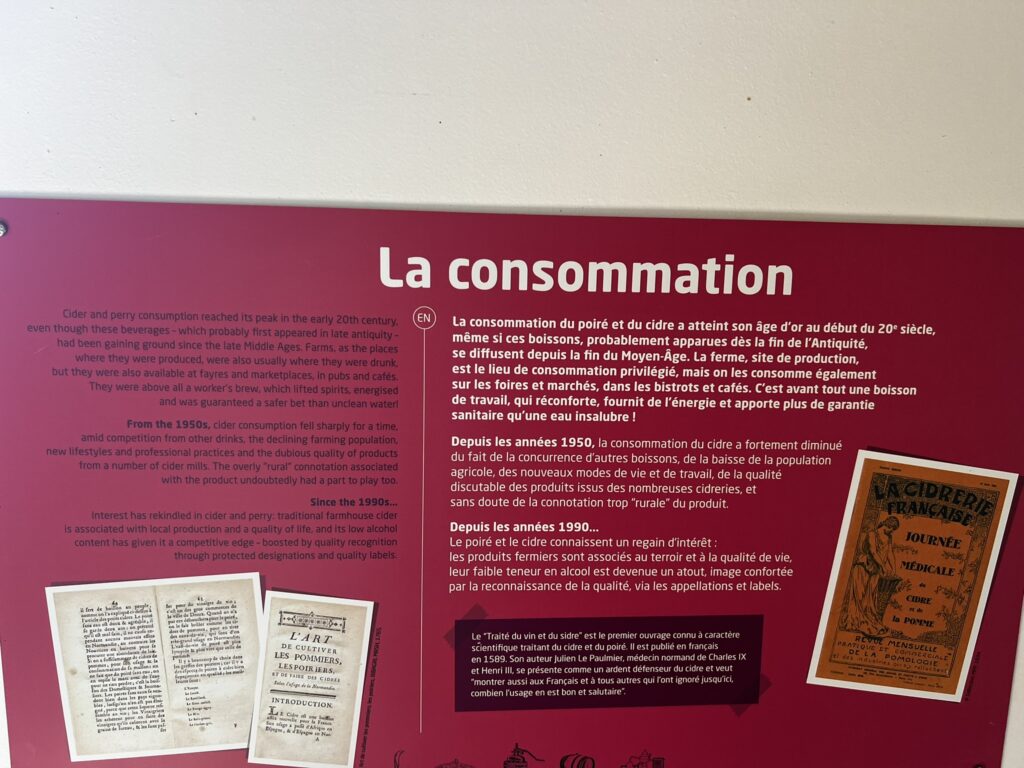 La consommation
Cider and perry consumption reached its peak in the early 20th century,
even though these beverages - which probably first appeared in late antiquity -
had been gaining ground since the late Middle Ages. Farms, as the places
where they were produced, were also usually where they were drunk,
but they were also available at fayres and marketplaces, in pubs and cafés.
They were above all a worker's brew, which lifted spirits, energised
and was guaranteed a safer bet than unclean water!
From the 1950s, cider consumption fell sharply for a time,
amid competition from other drinks, the declining farming population,
new lifestyles and professional practices and the dubious quality of products
from a number of cider mills. The overly "rural" connotation associated
with the product undoubtedly had a part to play too.
Since the 1990s...
Interest has rekindled in cider and perry: traditional farmhouse cider
is associated with local production and a quality of life, and its low alcohol
content has given it a competitive edge - boosted by quality recognition
through protected designations and quality labels.
EN
La consommation du poiré et du cidre a atteint son âge d'or au début du 20e siècle,
même si ces boissons, probablement apparues dès la fin de l'Antiquité,
se diffusent depuis la fin du Moyen-Âge. La ferme, site de production,
est le lieu de consommation privilégié, mais on les consomme également
sur les foires et marchés, dans les bistrots et cafés. C'est avant tout une boisson
de travail, qui réconforte, fournit de l'énergie et apporte plus de garantie
sanitaire qu'une eau insalubre !
Depuis les années 1950, la consommation du cidre a fortement diminué
du fait de la concurrence d'autres boissons, de la baisse de la population
agricole, des nouveaux modes de vie et de travail, de la qualité
discutable des produits issus des nombreuses cidreries, et
sans doute de la connotation trop "rurale" du produit.
Depuis les années 1990...
Le poiré et le cidre connaissent un regain d'intérêt :
les produits fermiers sont associés au terroir et à la qualité de vie,
leur faible teneur en alcool est devenue un atout, image confortée
par la reconnaissance de la qualité, via les appellations et labels.
Le "Traité du vin et du sidre" est le premier ouvrage connu à caractère
scientifique traitant du cidre et du poiré. Il est publié en français
en 1589. Son auteur Julien Le Paulmier, médecin normand de Charles IX
et Henri III, se présente comme un ardent défenseur du cidre et veut
"montrer aussi aux Français et à tous autres qui l'ont ignoré jusqu'ici,
combien l'usage en est bon et salutaire".
L'ART
DE CULTIVER
LES POMMIERS,
LES POIRIERS,
ET DE FAIRE DES CIDRES
Selon l'usage de la Normandie.
INTRODUCTION.
LA CIDRERIE
FRANÇAISE
JOURNÉE
MÉDICALE
du
CIDRE
et de
la POMME
REVUE MENSUELLE
PRATIQUE ET COMMERCIALE
DE LA POMOLOGIE